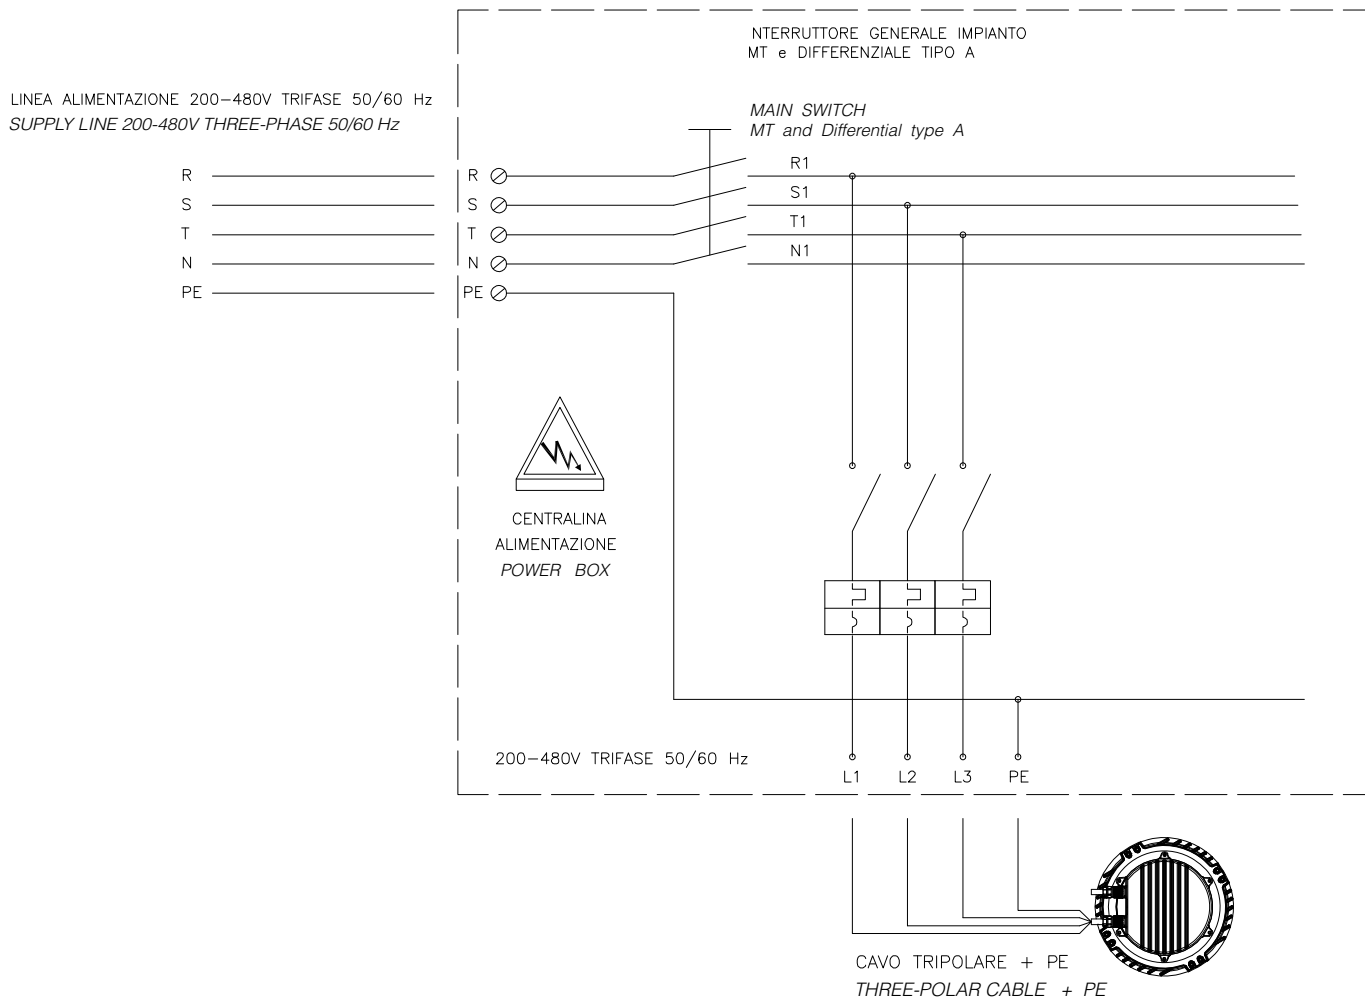 NTERRUTTORE GENERALE IMPIANTO
MT e DIFFERENZIALE TIPO A
LINEA ALIMENTAZIONE 200-480V TRIFASE 50/60 Hz
SUPPLY LINE 200-480V THREE-PHASE 50/60 Hz
MAIN SWITCH
MT and Differential type A
R R R1
S S S1
T T T1
N N N1
PE PE
CENTRALINA
ALIMENTAZIONE
POWER BOX
200-480V TRIFASE 50/60 Hz
L1 L2 L3 PE
CAVO TRIPOLARE + PE
THREE-POLAR CABLE + PE